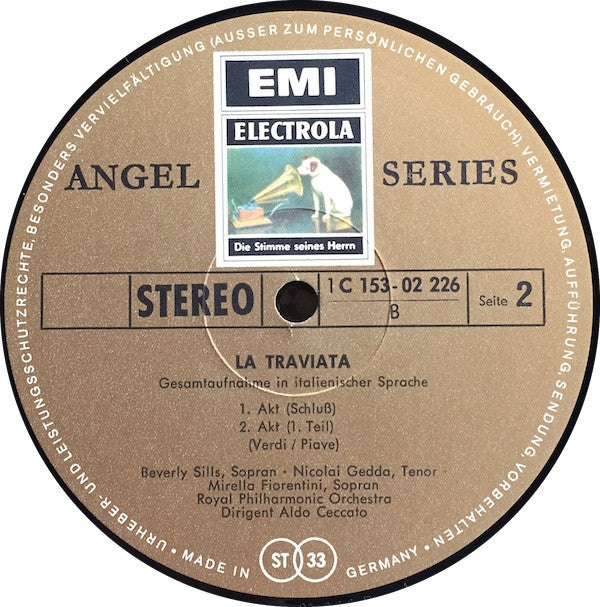 URHEBER- UND LEISTUNGSSCHUTZRECHTE, BESONDERS VERVIELFÄLTIGUNG (AUSSER ZUM PERSÖNLICHEN GEBRAUCH), VERMIETUNG, AUFFÜHRUNG, SENDUNG, VORBEHALTEN • MADE IN GERMANY •
EMI
ELECTROLA
ANGEL SERIES
Die Stimme seines Herrn
STEREO 1 C 153-02 226 Seite 2
B
LA TRAVIATA
Gesamtaufnahme in italienischer Sprache
1. Akt (Schluß)
2. Akt (1. Teil)
(Verdi / Piave)
Beverly Sills, Sopran · Nicolai Gedda, Tenor ·
Mirella Fiorentini, Sopran
Royal Philharmonic Orchestra
Dirigent Aldo Ceccato
ST 33